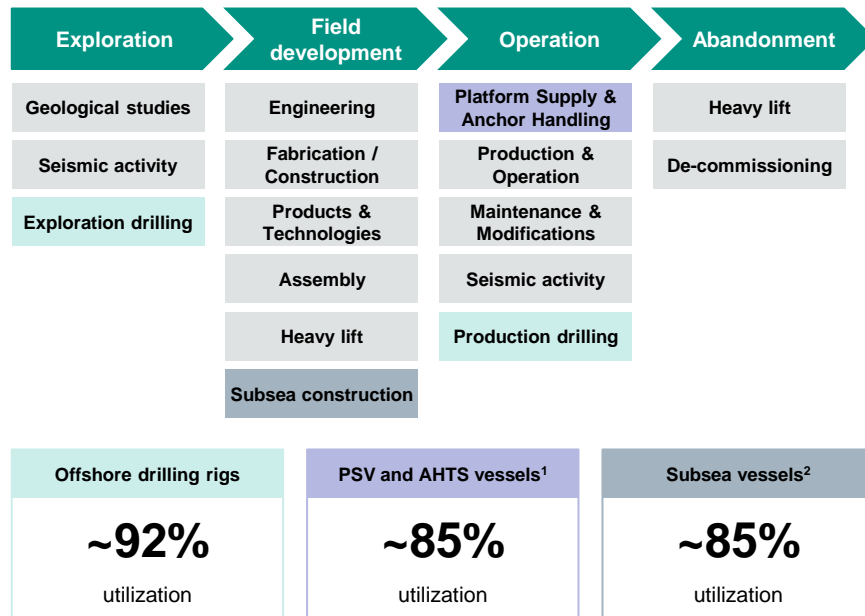 Exploration
Field
development
Operation
Abandonment
Geological studies
Seismic activity
Exploration drilling
Engineering
Fabrication /
Construction
Products &
Technologies
Assembly
Heavy lift
Subsea construction
Platform Supply &
Anchor Handling
Production &
Operation
Maintenance &
Modifications
Seismic activity
Production drilling
Heavy lift
De-commissioning
Offshore drilling rigs
~92%
utilization
PSV and AHTS vessels¹
~85%
utilization
Subsea vessels²
~85%
utilization